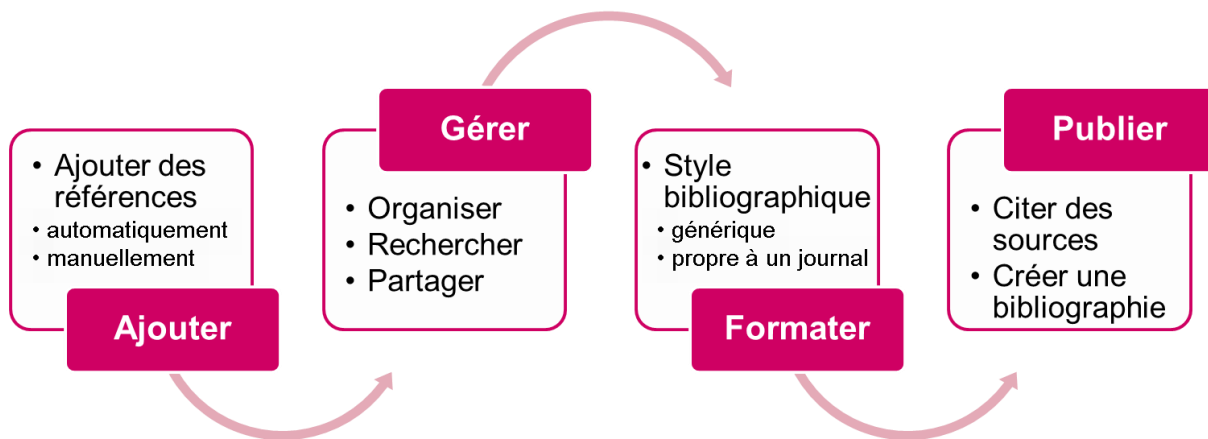 • Ajouter des
références
• automatiquement
• manuellement
Ajouter
Gérer
• Organiser
• Rechercher
• Partager
• Style
bibliographique
• générique
• propre à un journal
Formater
Publier
• Citer des
sources
• Créer une
bibliographie